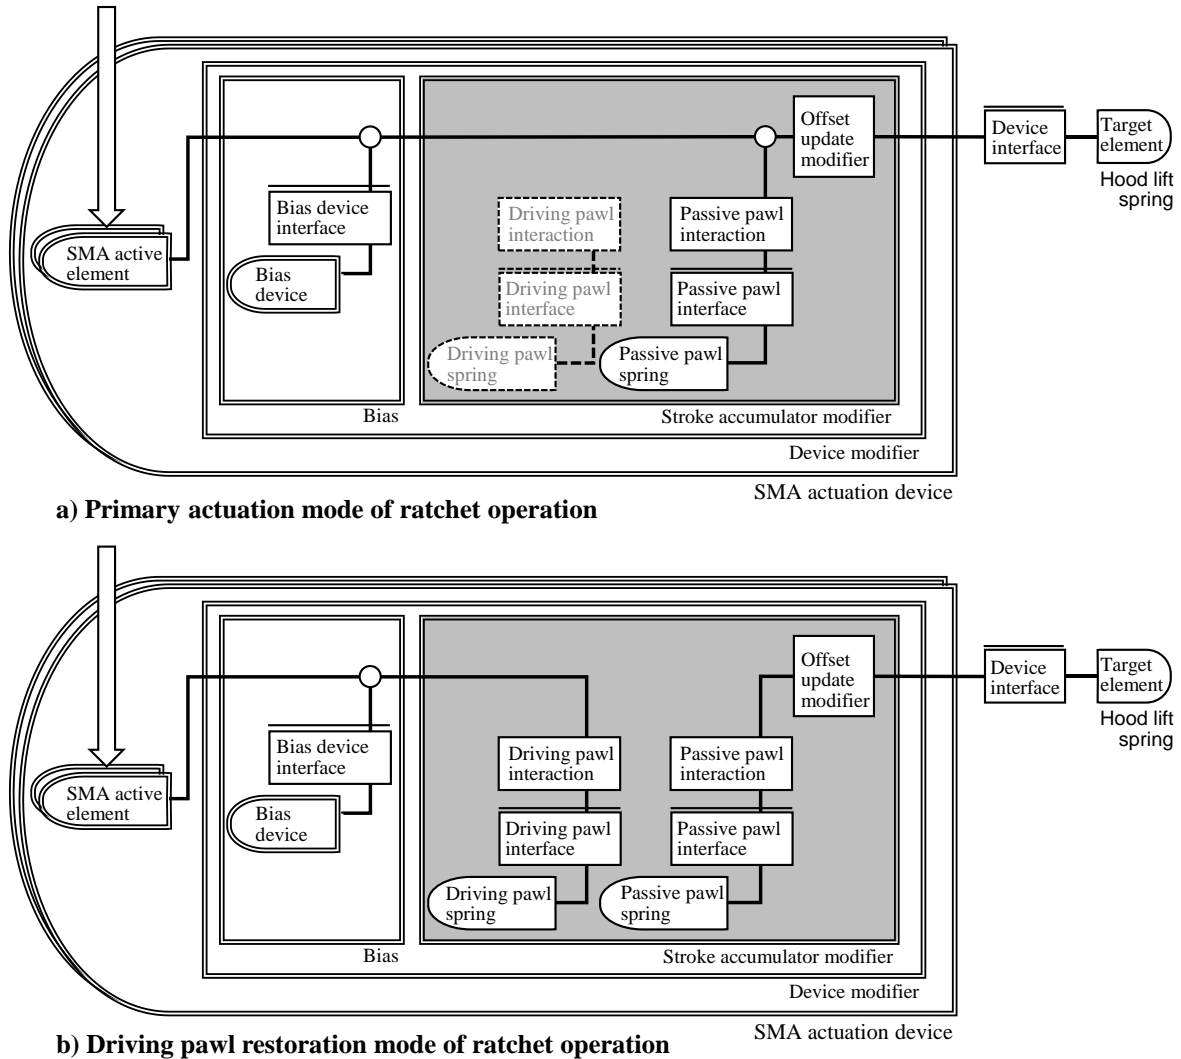 Offset
update
modifier
Device
interface
Target
element
Hood lift
spring
SMA active
element
Bias device
interface
Bias
device
Driving pawl
interaction
Driving pawl
interface
Driving pawl
spring
Passive pawl
interaction
Passive pawl
interface
Passive pawl
spring
Bias
Stroke accumulator modifier
Device modifier
SMA actuation device
a) Primary actuation mode of ratchet operation
Offset
update
modifier
Device
interface
Target
element
Hood lift
spring
SMA active
element
Bias device
interface
Bias
device
Driving pawl
interaction
Driving pawl
interface
Driving pawl
spring
Passive pawl
interaction
Passive pawl
interface
Passive pawl
spring
Bias
Stroke accumulator modifier
Device modifier
SMA actuation device
b) Driving pawl restoration mode of ratchet operation